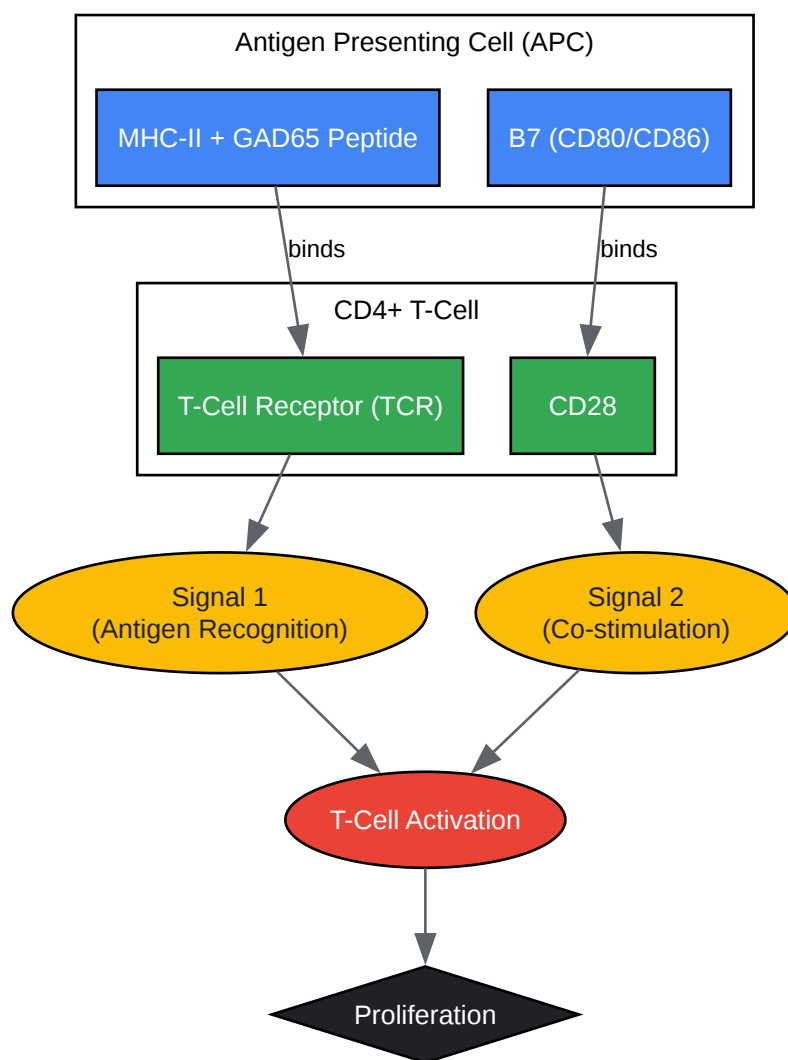 Antigen Presenting Cell (APC)
MHC-II + GAD65 Peptide
B7 (CD80/CD86)
binds
binds
CD4+ T-Cell
T-Cell Receptor (TCR)
CD28
Signal 1
(Antigen Recognition)
Signal 2
(Co-stimulation)
T-Cell Activation
Proliferation